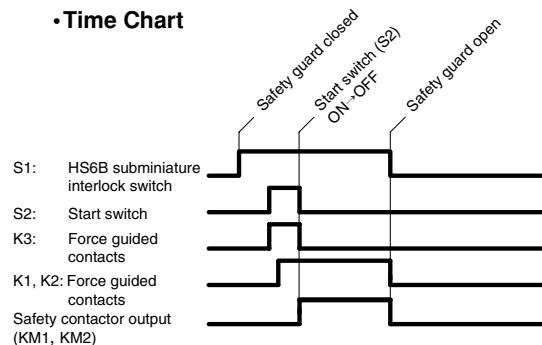 •Time Chart
Safety guard closed
Start switch (S2)
ON→OFF
Safety guard open
S1: HS6B subminiature
interlock switch
S2: Start switch
K3: Force guided
contacts
K1, K2: Force guided
contacts
Safety contactor output
(KM1, KM2)